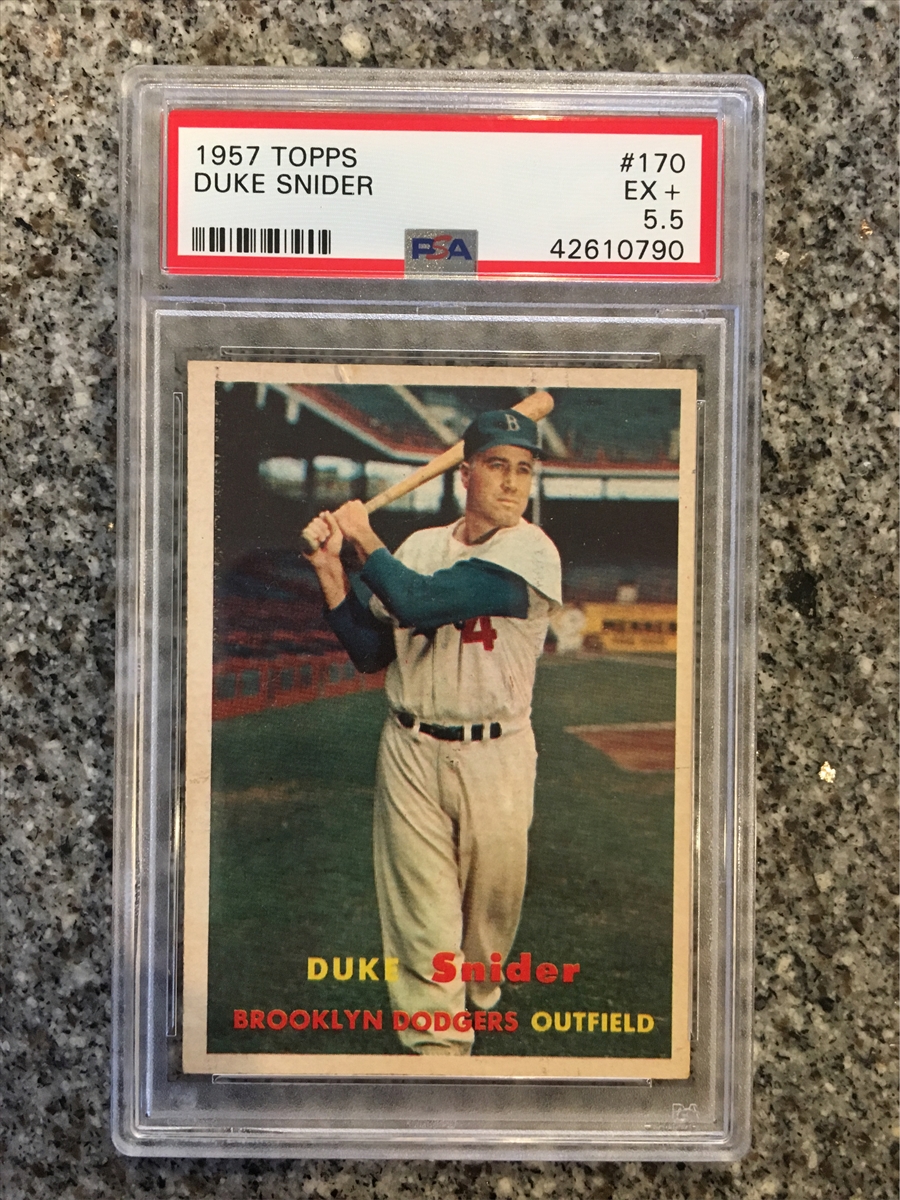 1957 TOPPS #170
DUKE SNIDER EX +
5.5
PSA 42610790
B
4
DUKE Snider
BROOKLYN DODGERS OUTFIELD